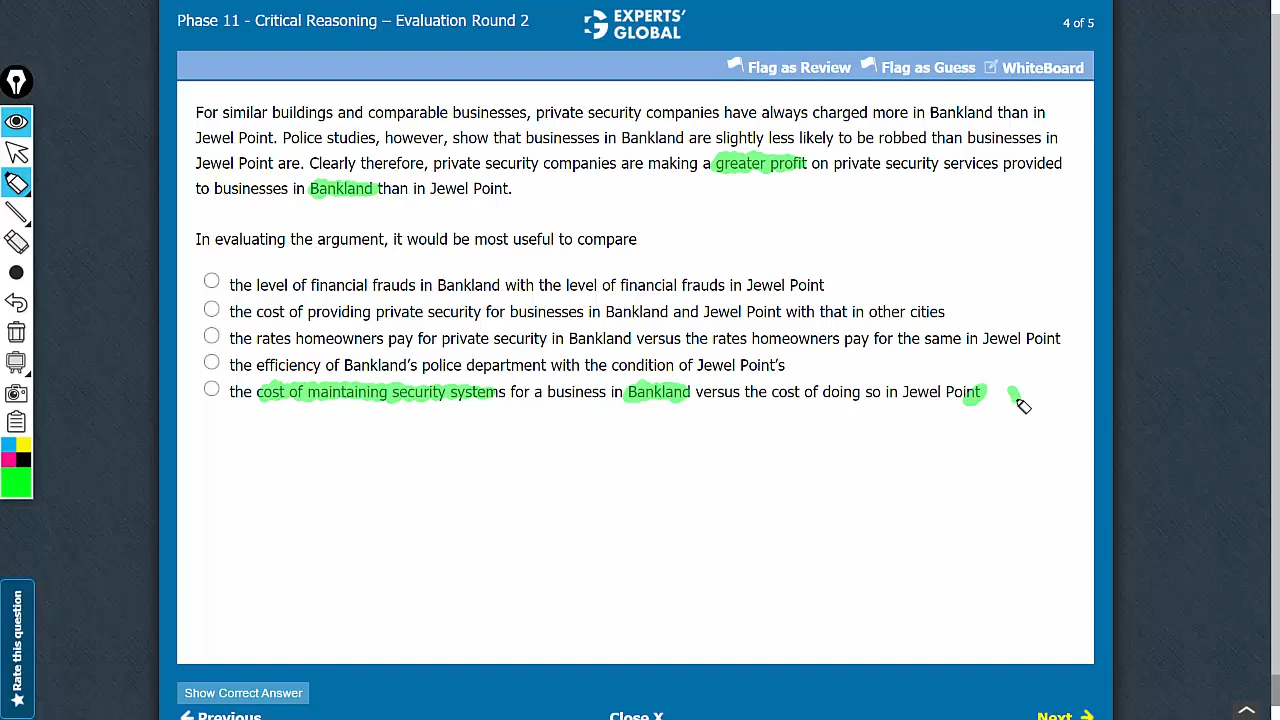 Phase 11 - Critical Reasoning – Evaluation Round 2
EXPERTS'
GLOBAL
4 of 5
Flag as Review
Flag as Guess
WhiteBoard
For similar buildings and comparable businesses, private security companies have always charged more in Bankland than in
Jewel Point. Police studies, however, show that businesses in Bankland are slightly less likely to be robbed than businesses in
Jewel Point are. Clearly therefore, private security companies are making a greater profit on private security services provided
to businesses in Bankland than in Jewel Point.
In evaluating the argument, it would be most useful to compare
the level of financial frauds in Bankland with the level of financial frauds in Jewel Point
the cost of providing private security for businesses in Bankland and Jewel Point with that in other cities
the rates homeowners pay for private security in Bankland versus the rates homeowners pay for the same in Jewel Point
the efficiency of Bankland's police department with the condition of Jewel Point's
the cost of maintaining security systems for a business in Bankland versus the cost of doing so in Jewel Point
Rate this question
Show Correct Answer
Previous
Close X
Next